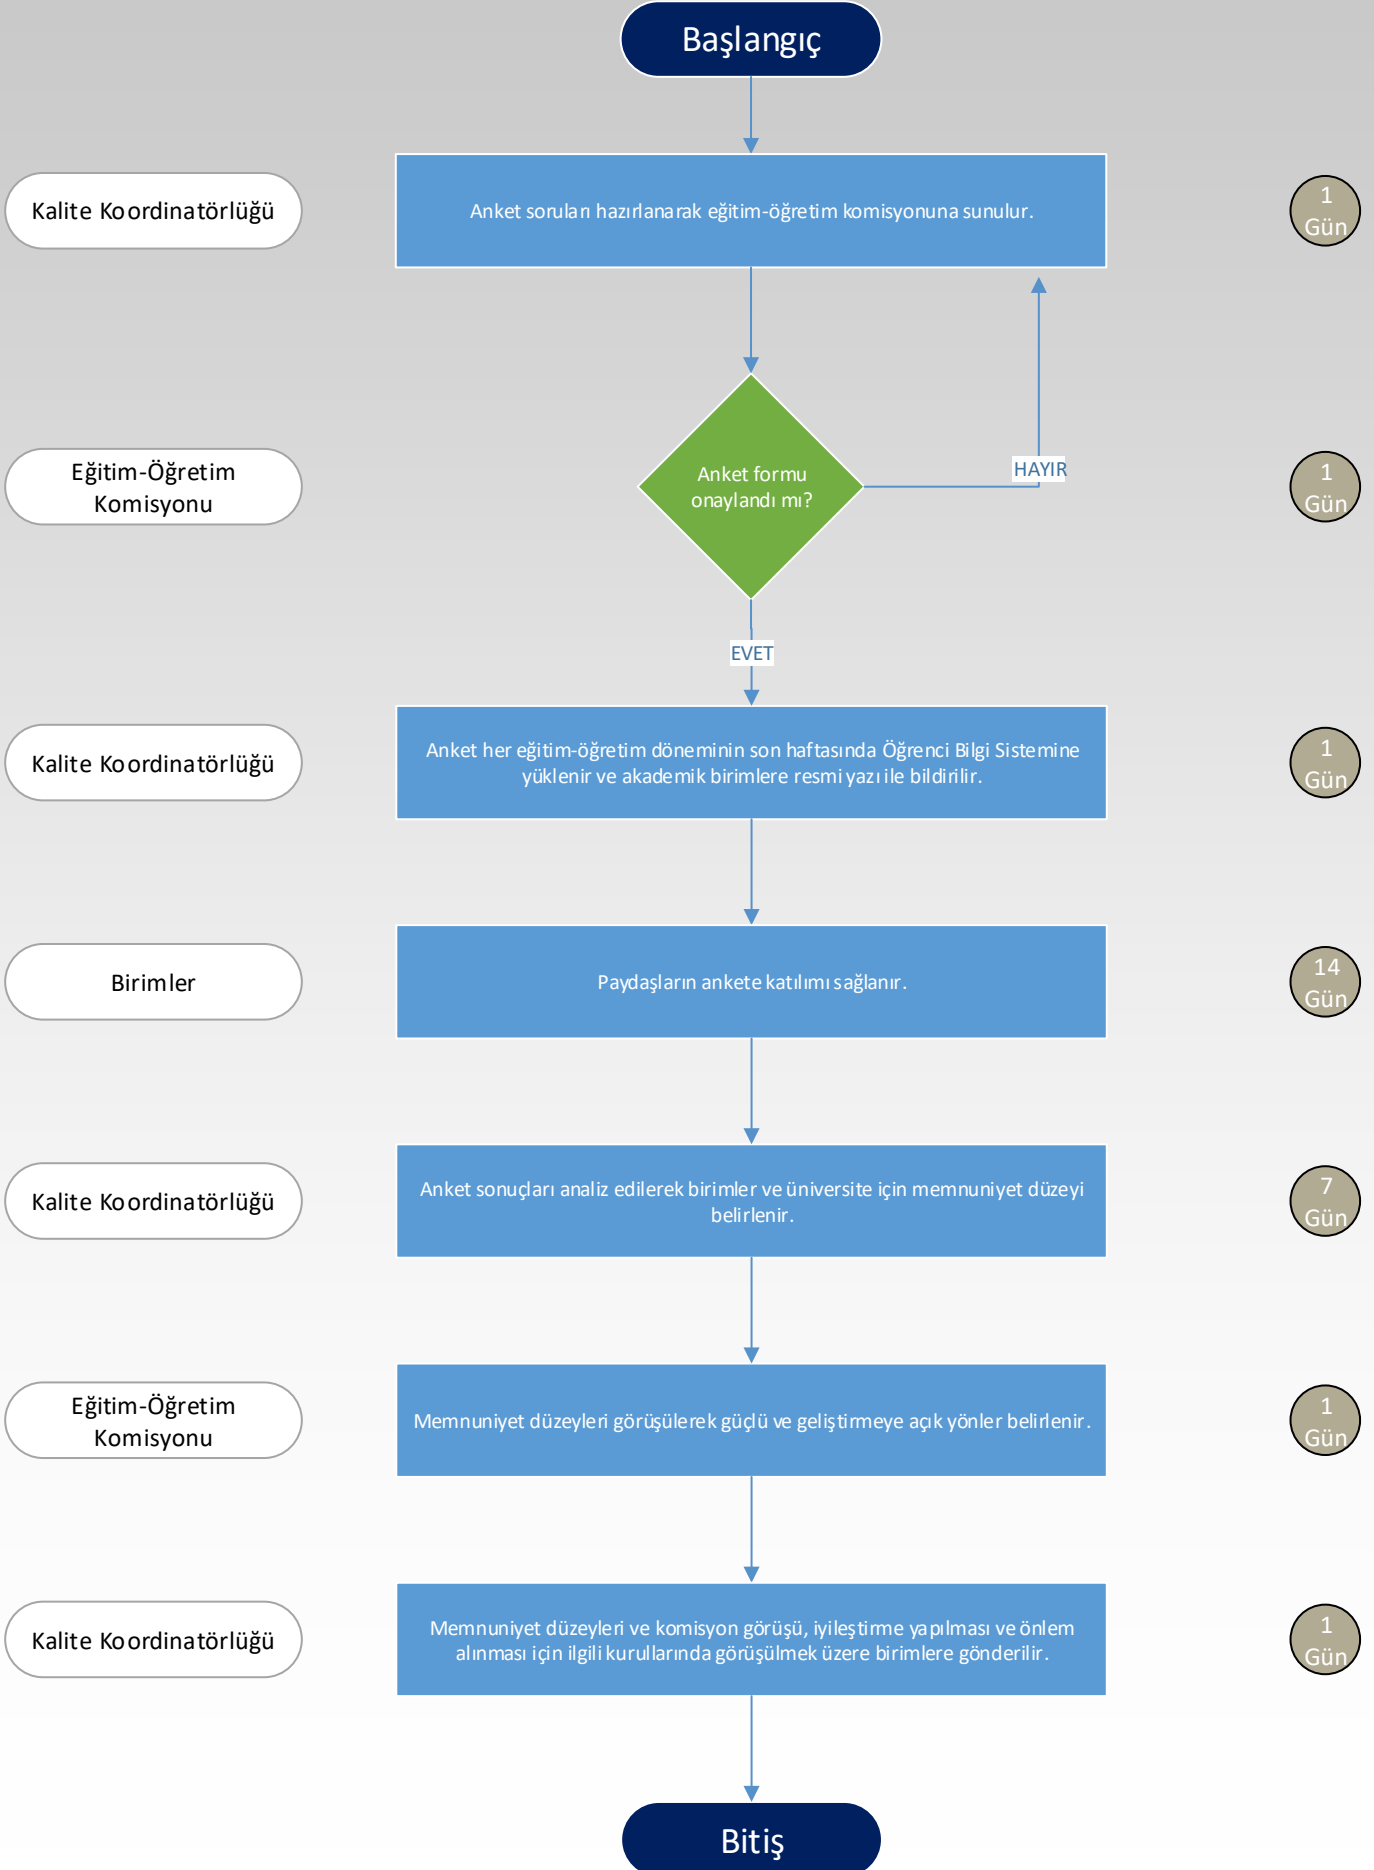 Başlangıç
Kalite Koordinatörlüğü
Anket soruları hazırlanarak eğitim-öğretim komisyonuna sunulur.
1
Gün
Eğitim-Öğretim
Komisyonu
Anket formu
onaylandı mı?
HAYIR
1
Gün
EVET
Kalite Koordinatörlüğü
Anket her eğitim-öğretim döneminin son haftasında Öğrenci Bilgi Sistemine
yüklenir ve akademik birimlere resmi yazı ile bildirilir.
1
Gün
Birimler
Paydaşların ankete katılımı sağlanır.
14
Gün
Kalite Koordinatörlüğü
Anket sonuçları analiz edilerek birimler ve üniversite için memnuniyet düzeyi
belirlenir.
7
Gün
Eğitim-Öğretim
Komisyonu
Memnuniyet düzeyleri görüşülerek güçlü ve geliştirmeye açık yönler belirlenir.
1
Gün
Kalite Koordinatörlüğü
Memnuniyet düzeyleri ve komisyon görüşü, iyileştirme yapılması ve önlem
alınması için ilgili kurullarında görüşülmek üzere birimlere gönderilir.
1
Gün
Bitiş